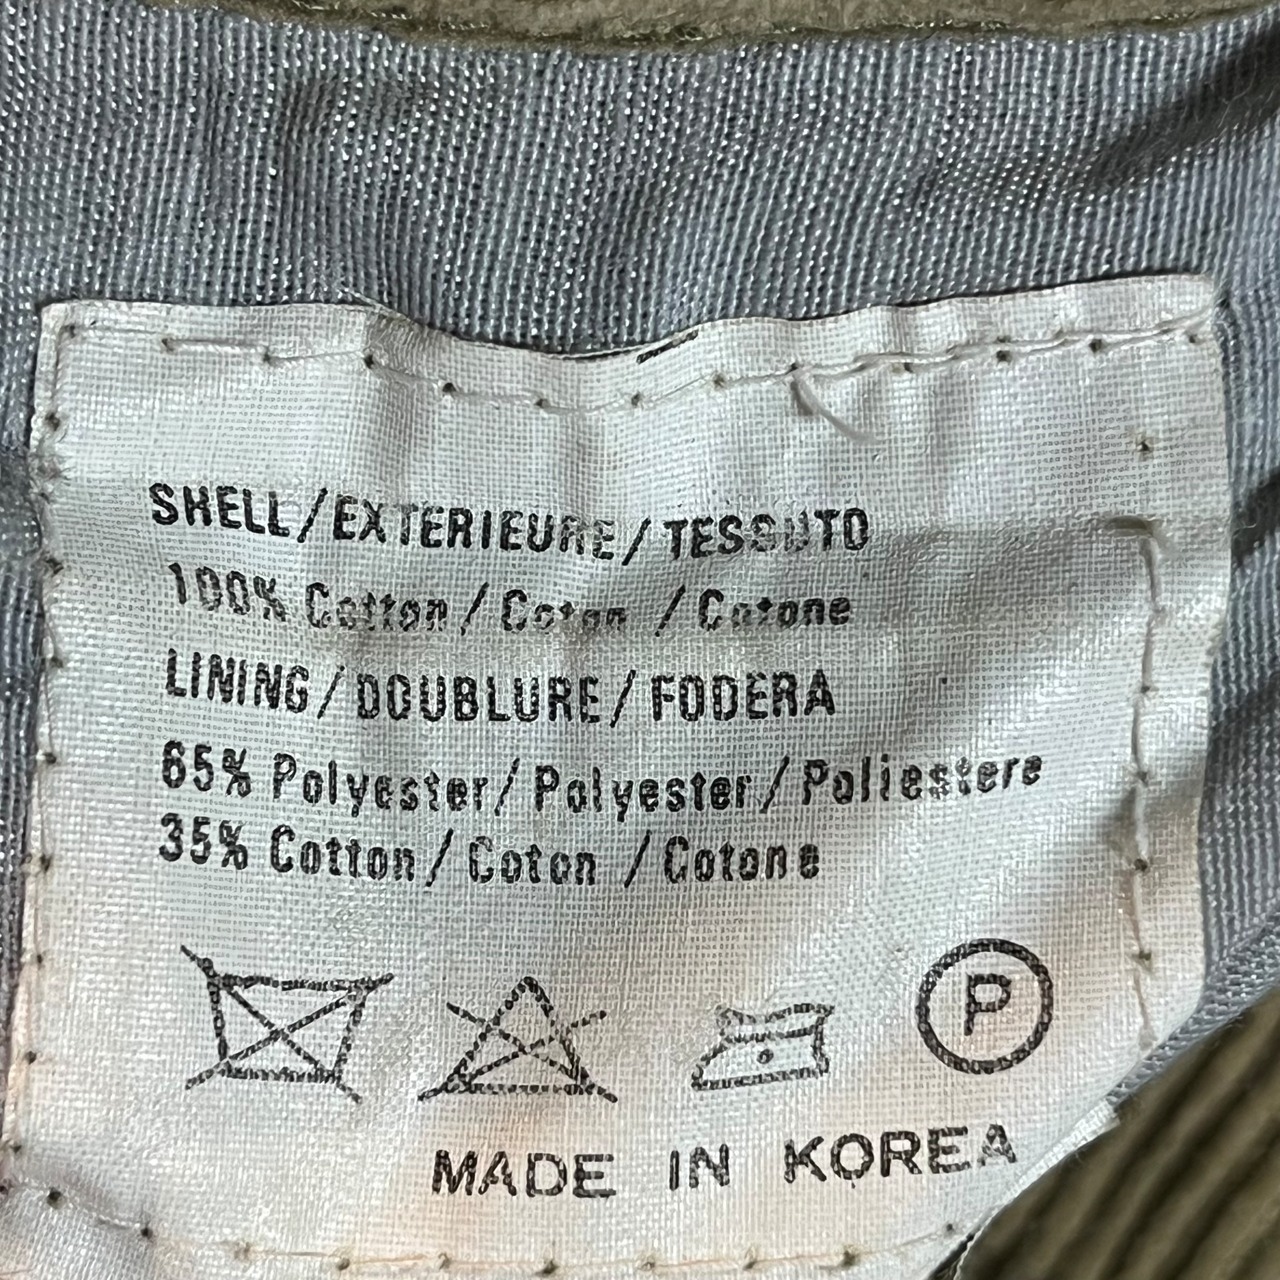 SHELL/EXTERIEURE/TESSUTO
100% Cotton/Coton /Cotone
LINING/DOUBLURE/FODERA
65% Polyester/Polyester/Poliestere
35% Cotton/Coton /Cotone
P
MADE IN KOREA